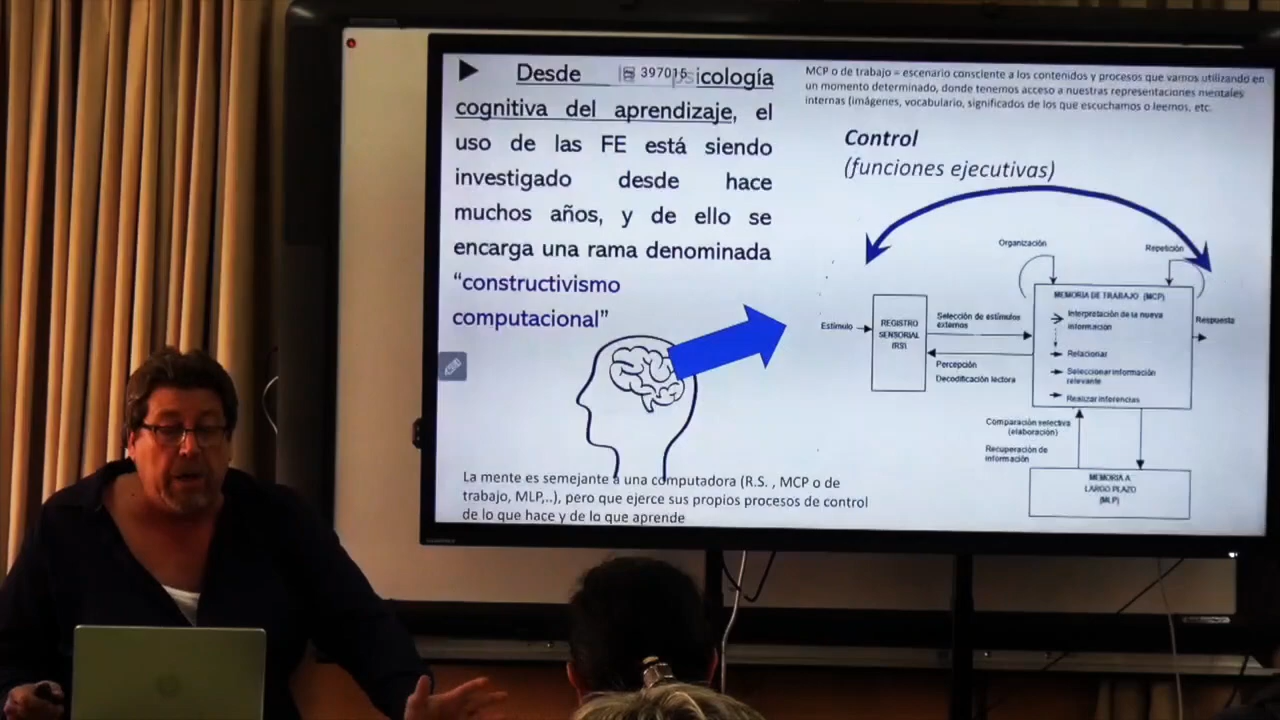 Desde 397015 psicología
cognitiva del aprendizaje, el
uso de las FE está siendo
investigado desde hace
muchos años, y de ello se
encarga una rama denominada
“constructivismo
computacional”
La mente es semejante a una computadora (R.S. , MCP o de
trabajo, MLP,..), pero que ejerce sus propios procesos de control
de lo que hace y de lo que aprende
MCP o de trabajo = escenario consciente a los contenidos y procesos que vamos utilizando en
un momento determinado, donde tenemos acceso a nuestras representaciones mentales
internas (imágenes, vocabulario, significados de los que escuchamos o leemos, etc.
Control
(funciones ejecutivas)
Organización
Repetición
Estímulo
REGISTRO
SENSORIAL
(RS)
Selección de estímulos
externos
Percepción
Decodificación lectora
MEMORIA DE TRABAJO (MCP)
Interpretación de la nueva
información
Relacionar
Seleccionar información
relevante
Realizar inferencias
Respuesta
Comparación selectiva
(elaboración)
Recuperación de
información
MEMORIA A
LARGO PLAZO
(MLP)